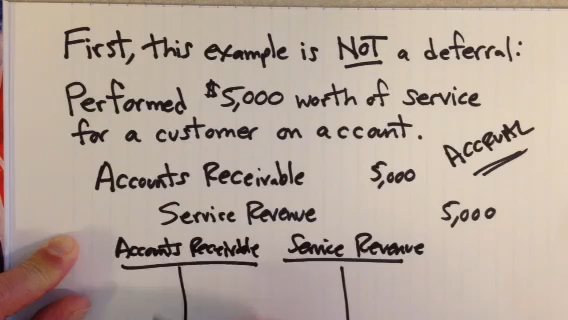 First, this example is NOT a deferral:
Performed $5,000 worth of service
for a customer on account.
ACCRUAL
Accounts Receivable 5,000
Service Revenue 5,000
Accounts Receivable Service Revenue